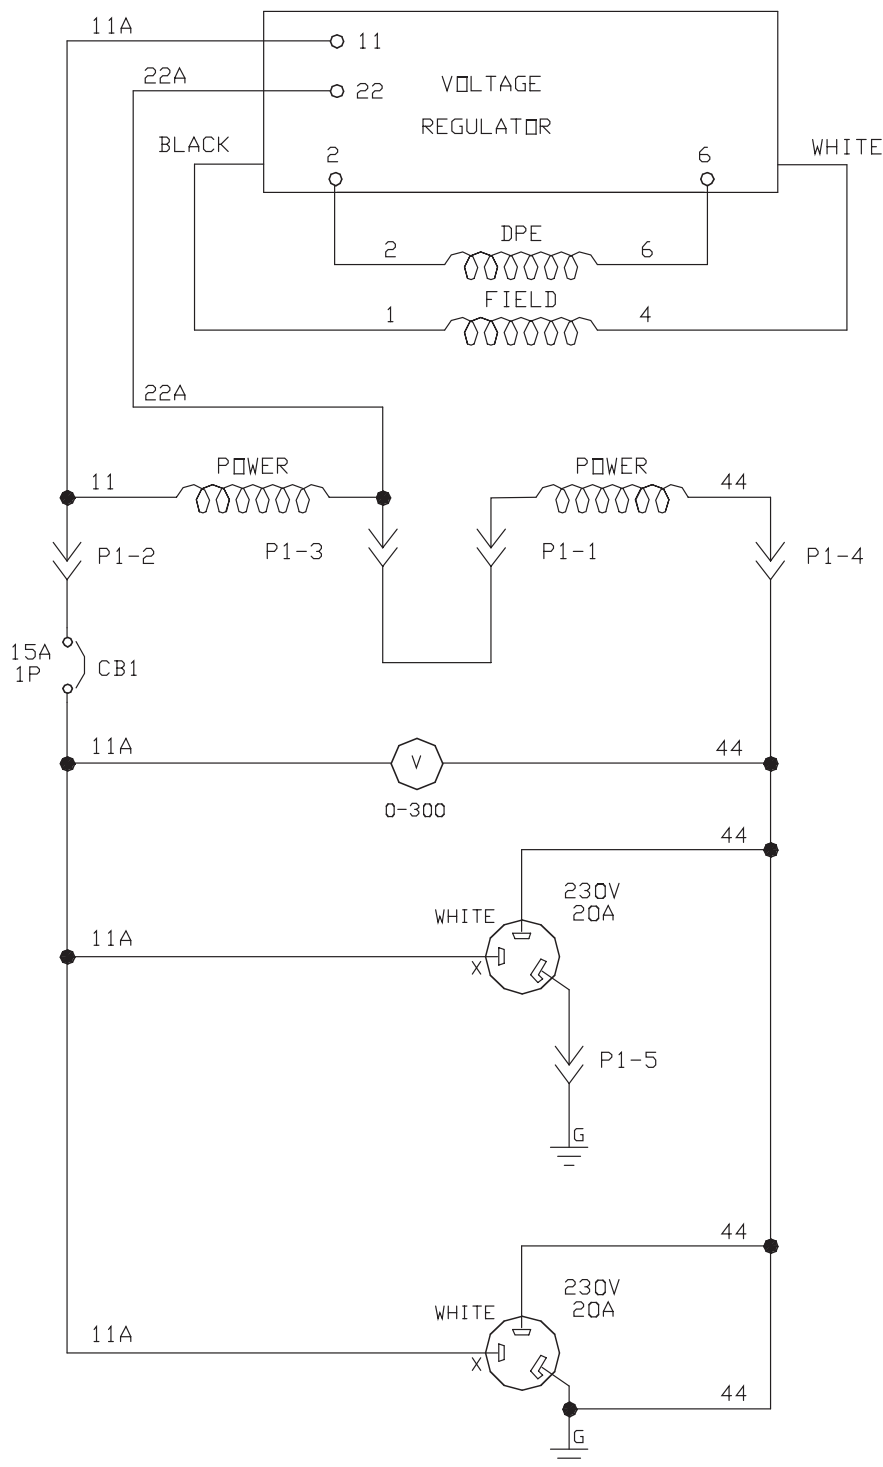 11A
11
22A
22
VOLTAGE
REGULATOR
BLACK
WHITE
2
6
DPE
2
6
FIELD
1
4
22A
POWER
POWER
11
44
P1-2
P1-3
P1-1
P1-4
15A
1P
CB1
11A
44
V
0-300
44
230V
20A
WHITE
11A
X
P1-5
G
44
230V
20A
WHITE
11A
X
44
G